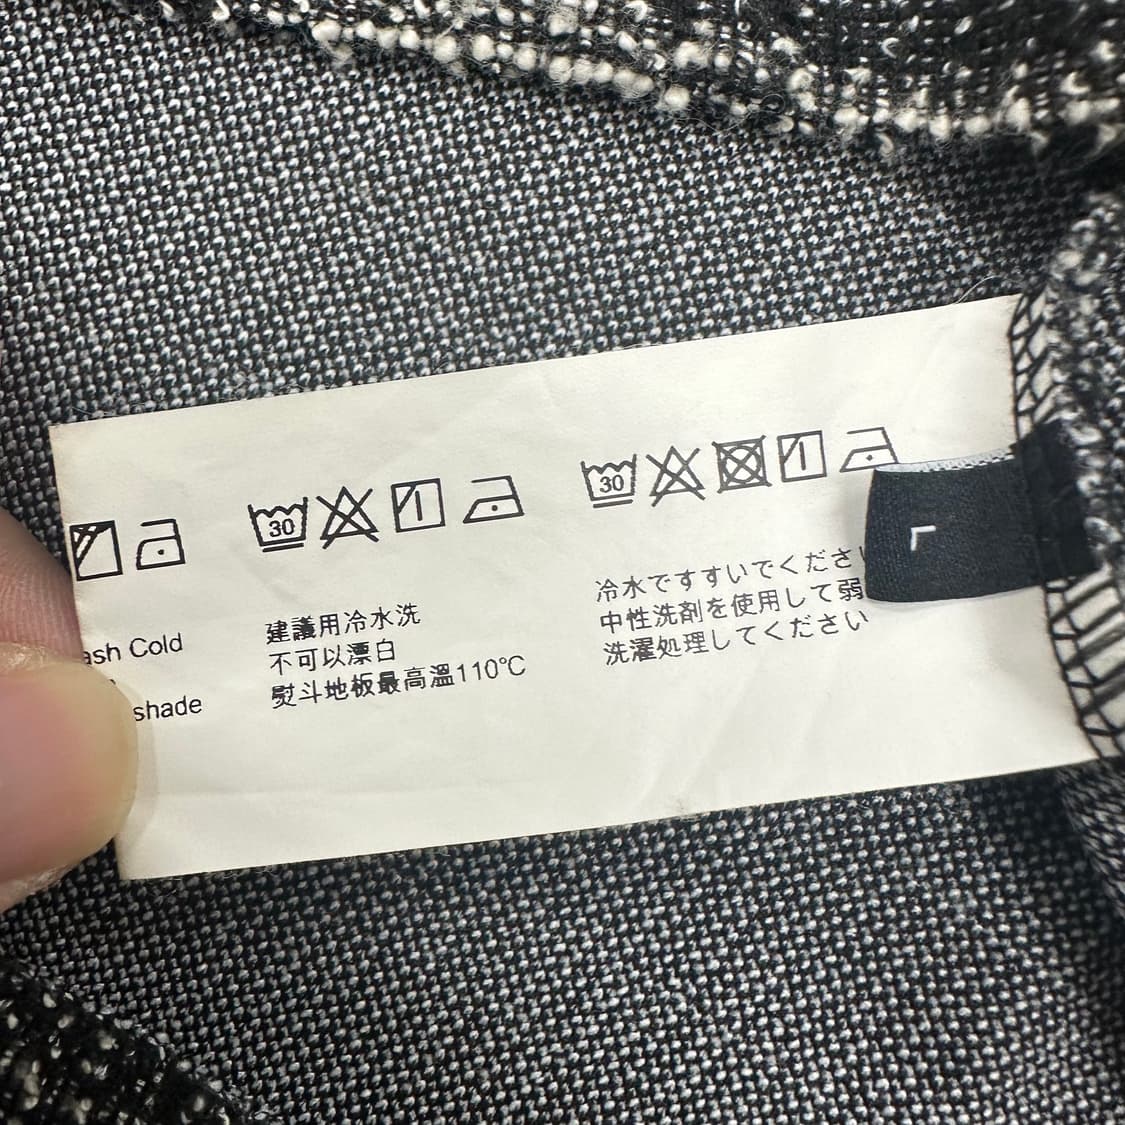 Cold
shade
30
建議用冷水洗
不可以漂白
熨斗地板最高溫110℃
30
冷水ですすいでくださ
中性洗剤を使用して弱
洗濯処理してください
L